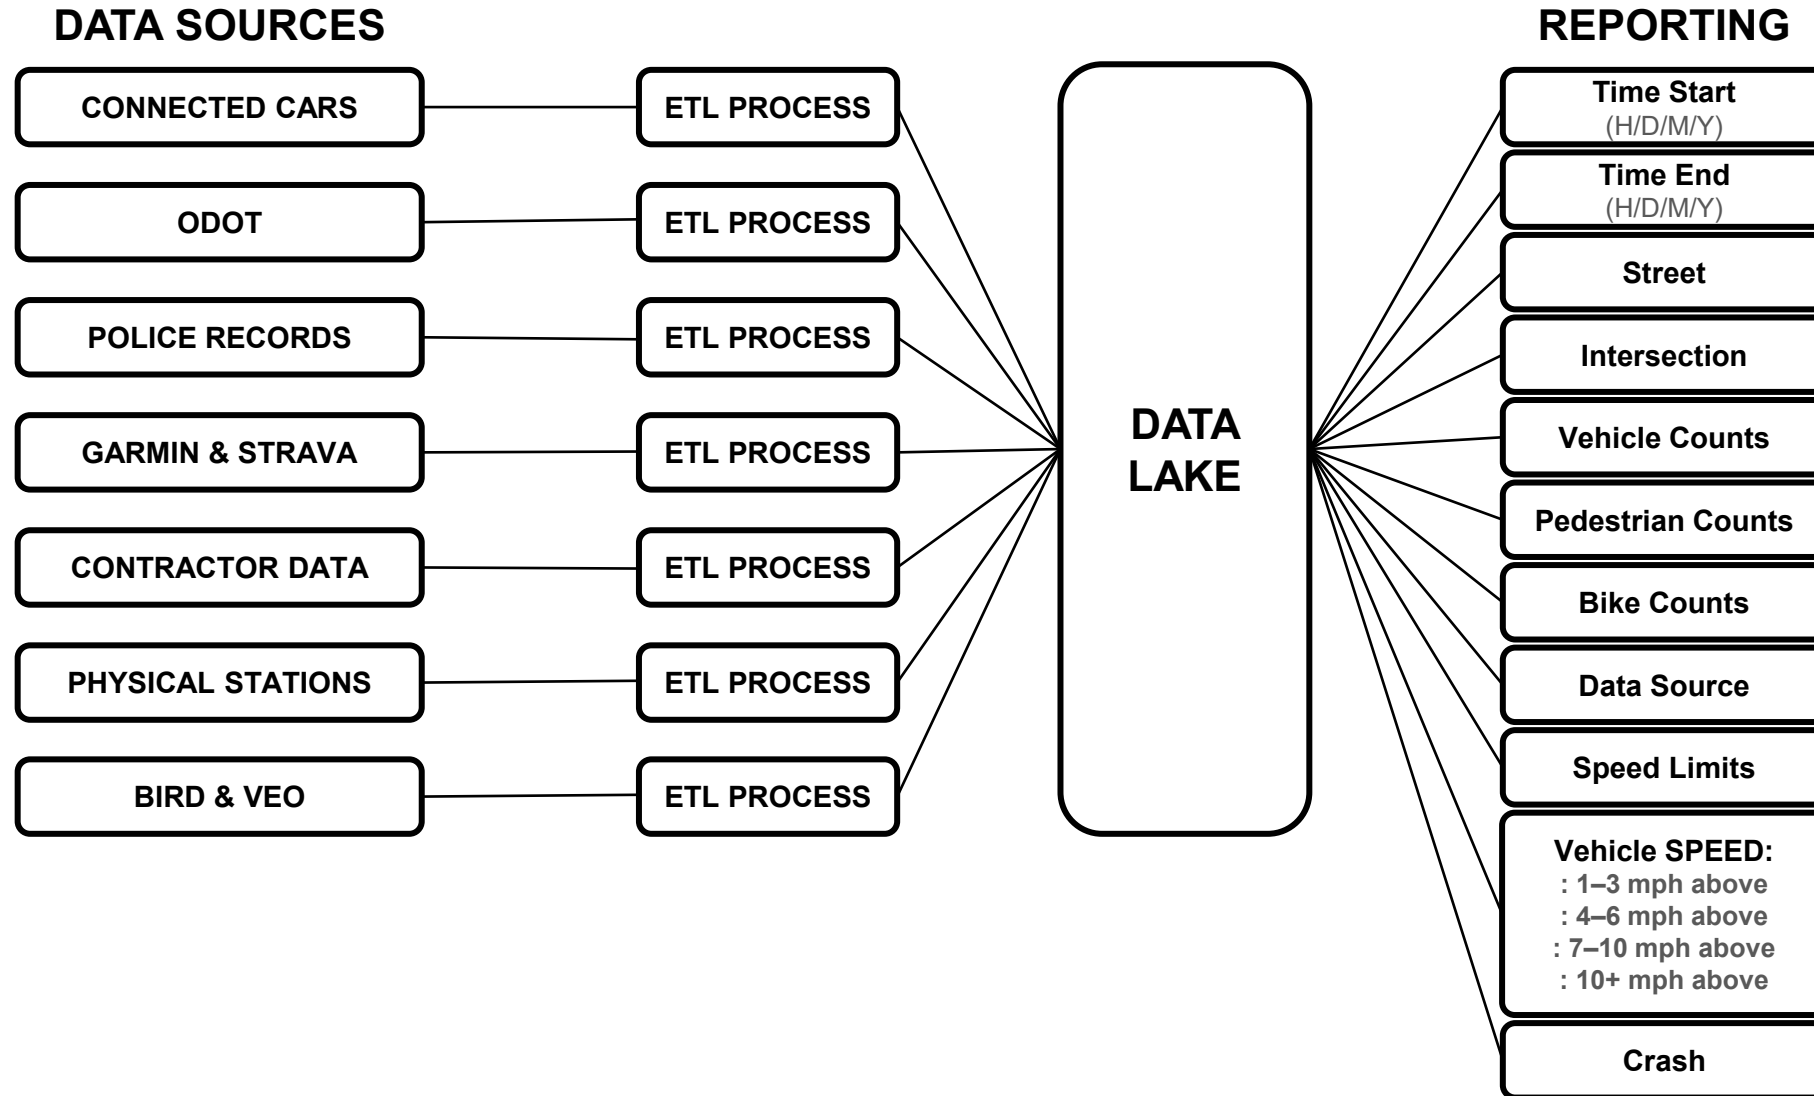 DATA SOURCES
CONNECTED CARS
ODOT
POLICE RECORDS
GARMIN & STRAVA
CONTRACTOR DATA
PHYSICAL STATIONS
BIRD & VEO
ETL PROCESS
ETL PROCESS
ETL PROCESS
ETL PROCESS
ETL PROCESS
ETL PROCESS
ETL PROCESS
DATA
LAKE
REPORTING
Time Start
(H/D/M/Y)
Time End
(H/D/M/Y)
Street
Intersection
Vehicle Counts
Pedestrian Counts
Bike Counts
Data Source
Speed Limits
Vehicle SPEED:
: 1–3 mph above
: 4–6 mph above
: 7–10 mph above
: 10+ mph above
Crash